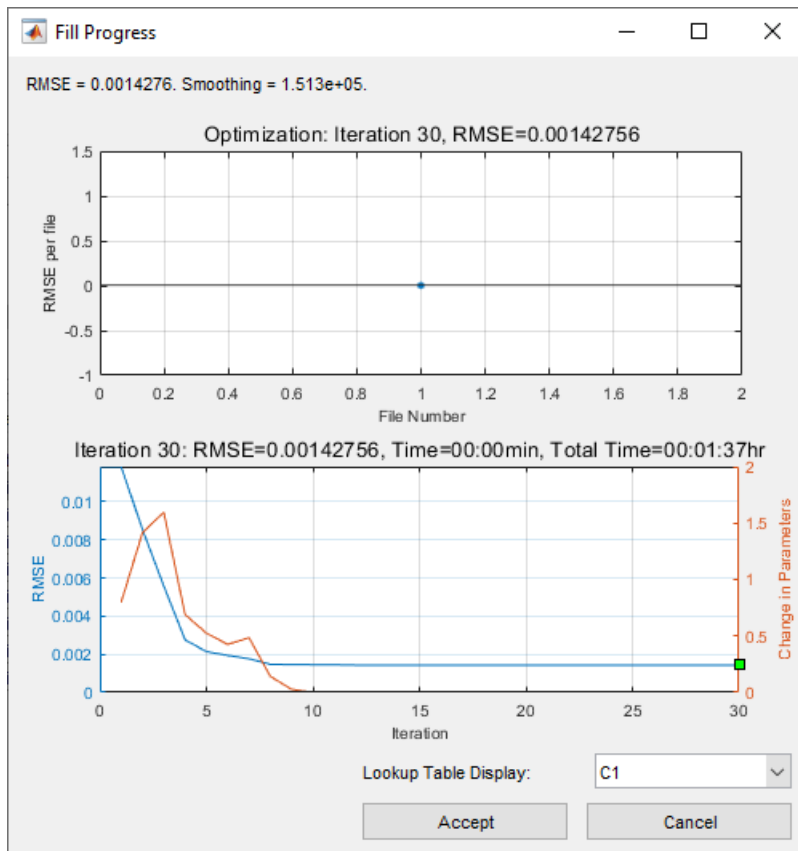 Fill Progress
RMSE = 0.0014276. Smoothing = 1.513e+05.
Optimization: Iteration 30, RMSE=0.00142756
1.5
1
0.5
0
-0.5
-1
RMSE per file
0 0.2 0.4 0.6 0.8 1 1.2 1.4 1.6 1.8 2
File Number
Iteration 30: RMSE=0.00142756, Time=00:00min, Total Time=00:01:37hr
0.01
0.008
0.006
0.004
0.002
0
RMSE
2
1.5
1
0.5
0
Change in Parameters
0 5 10 15 20 25 30
Iteration
Lookup Table Display: C1
Accept Cancel